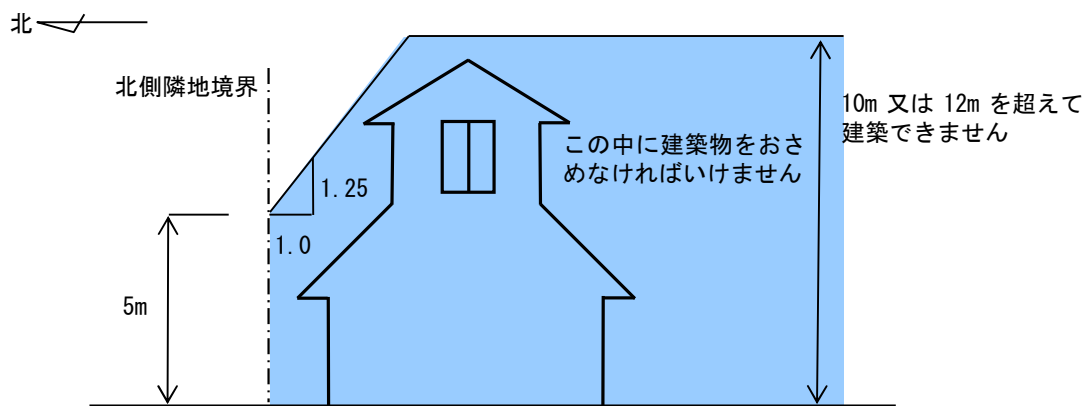 北
北側隣地境界
10m 又は 12m を超えて
建築できません
この中に建築物をおさ
めなければいけません
1.25
1.0
5m